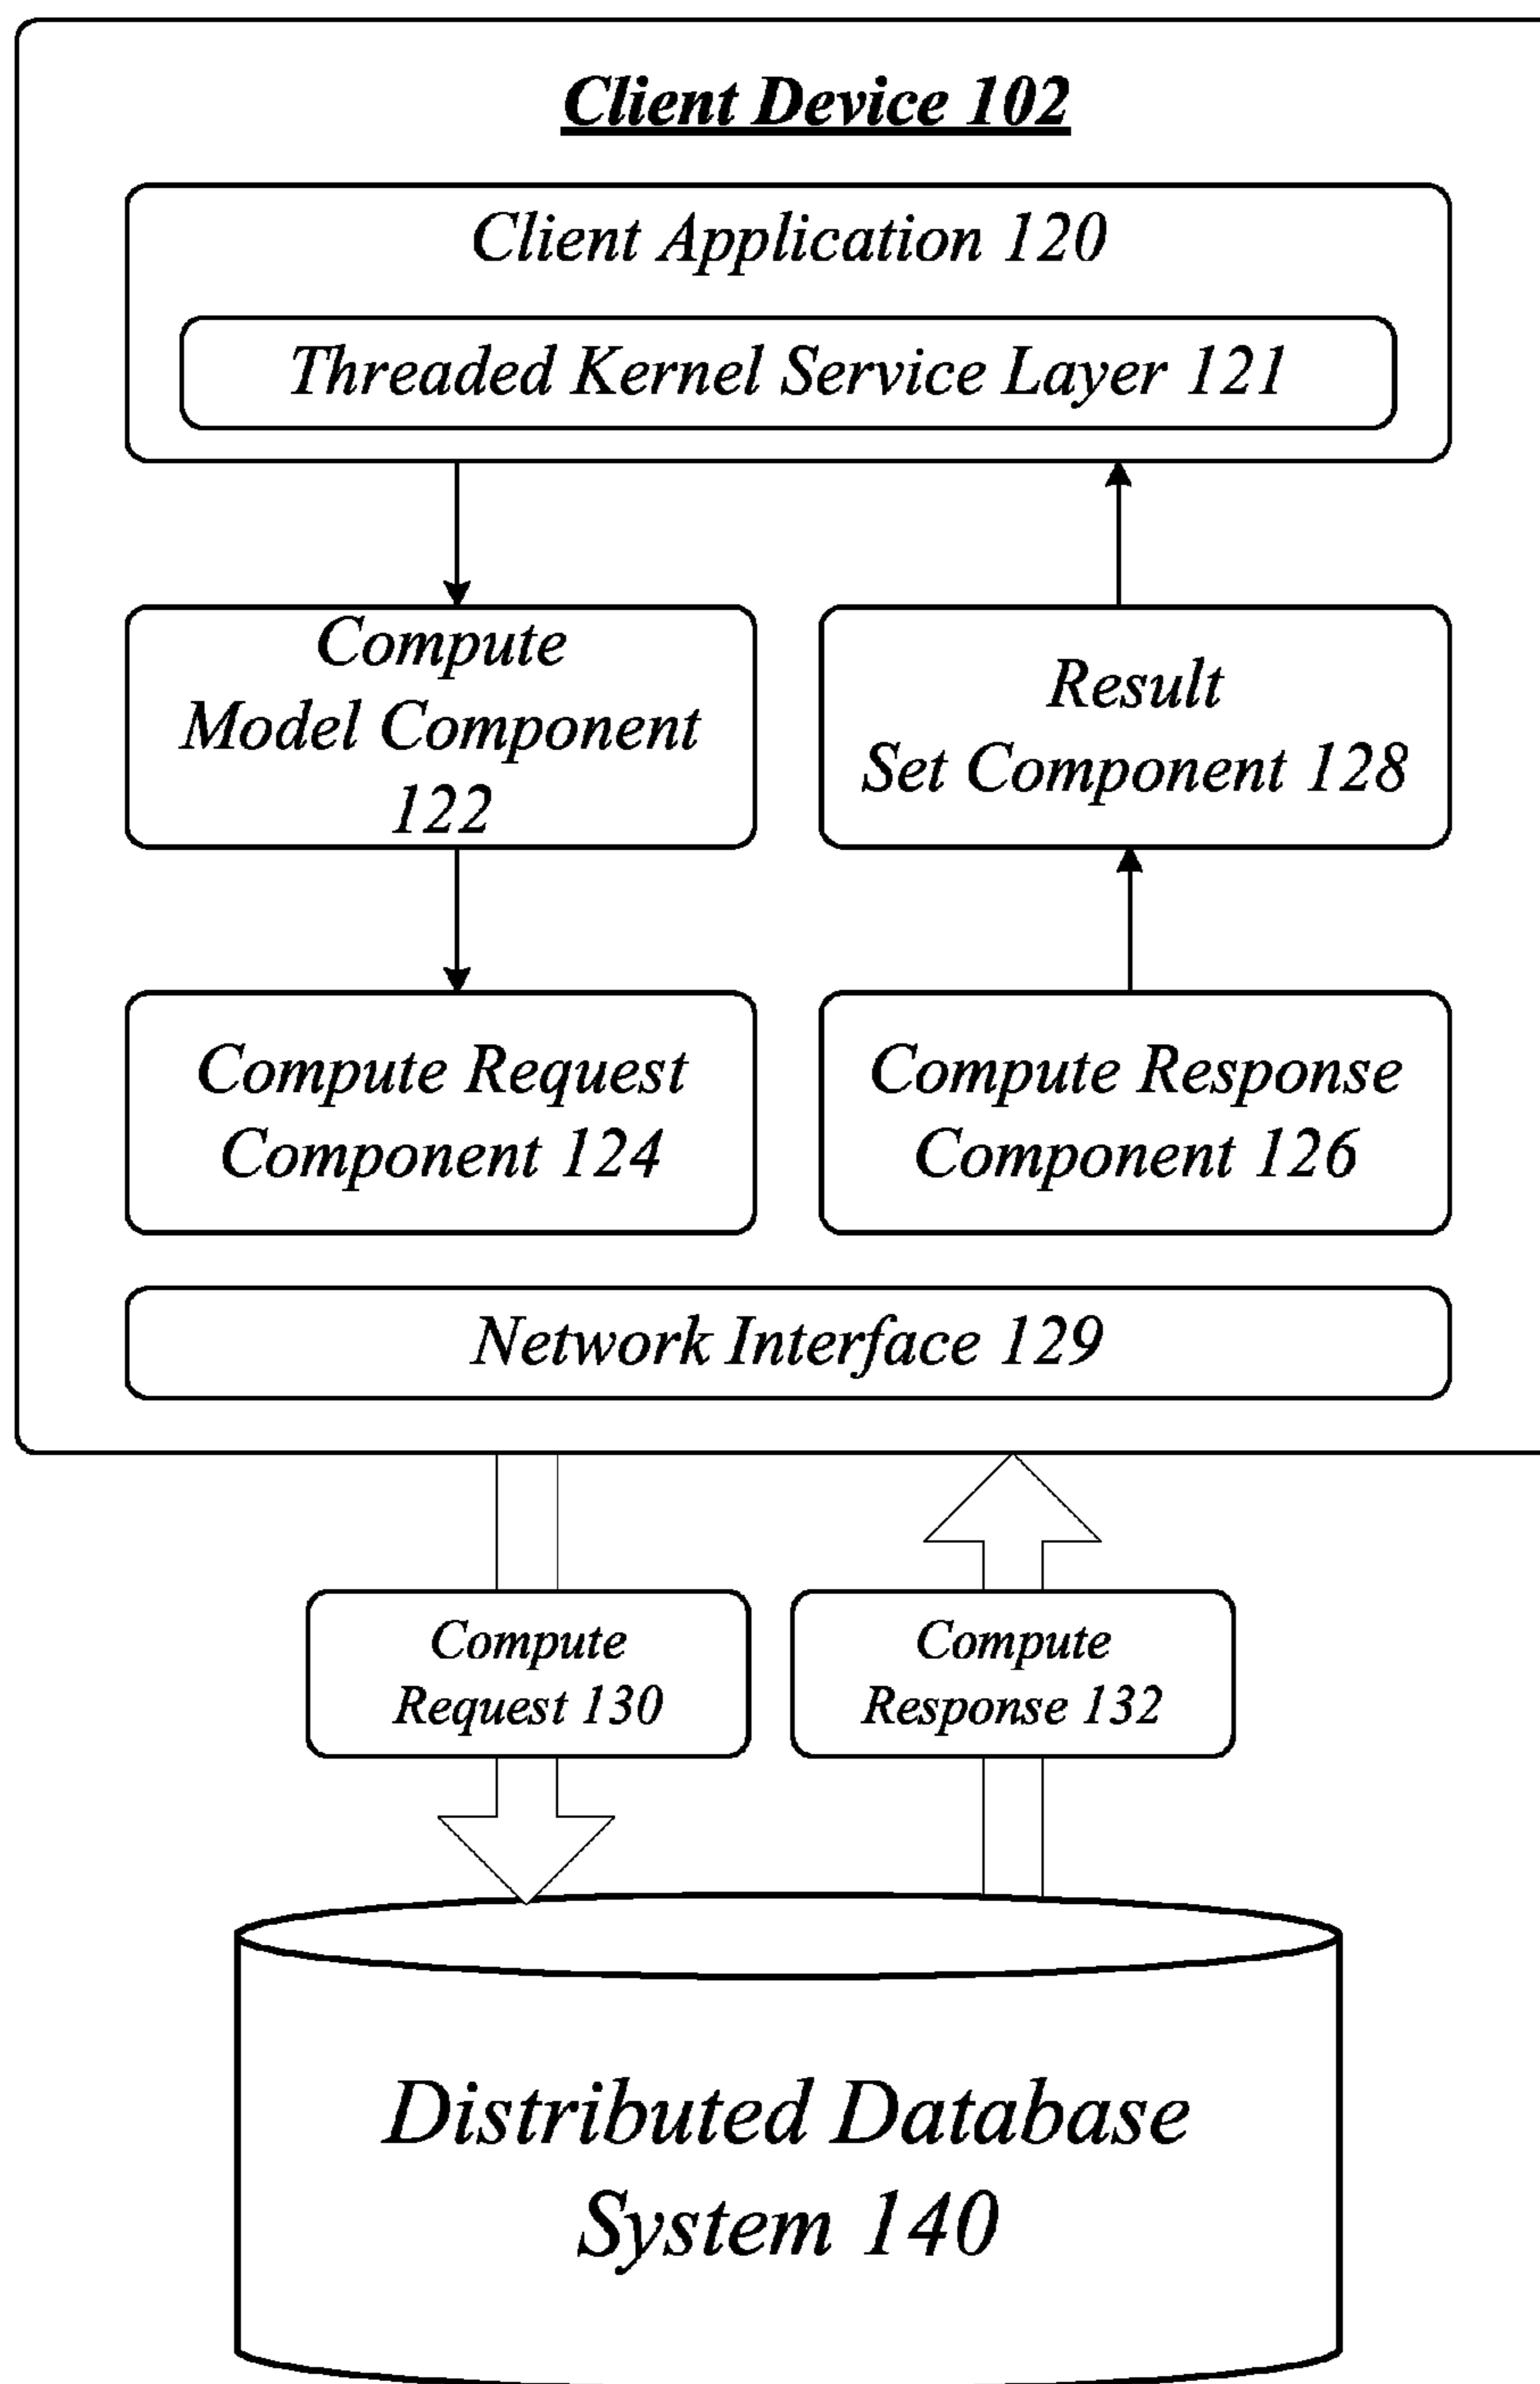 Client Device 102
Client Application 120
Threaded Kernel Service Layer 121
Compute
Model Component
122
Result
Set Component 128
Compute Request
Component 124
Compute Response
Component 126
Network Interface 129
Compute
Request 130
Compute
Response 132
Distributed Database
System 140